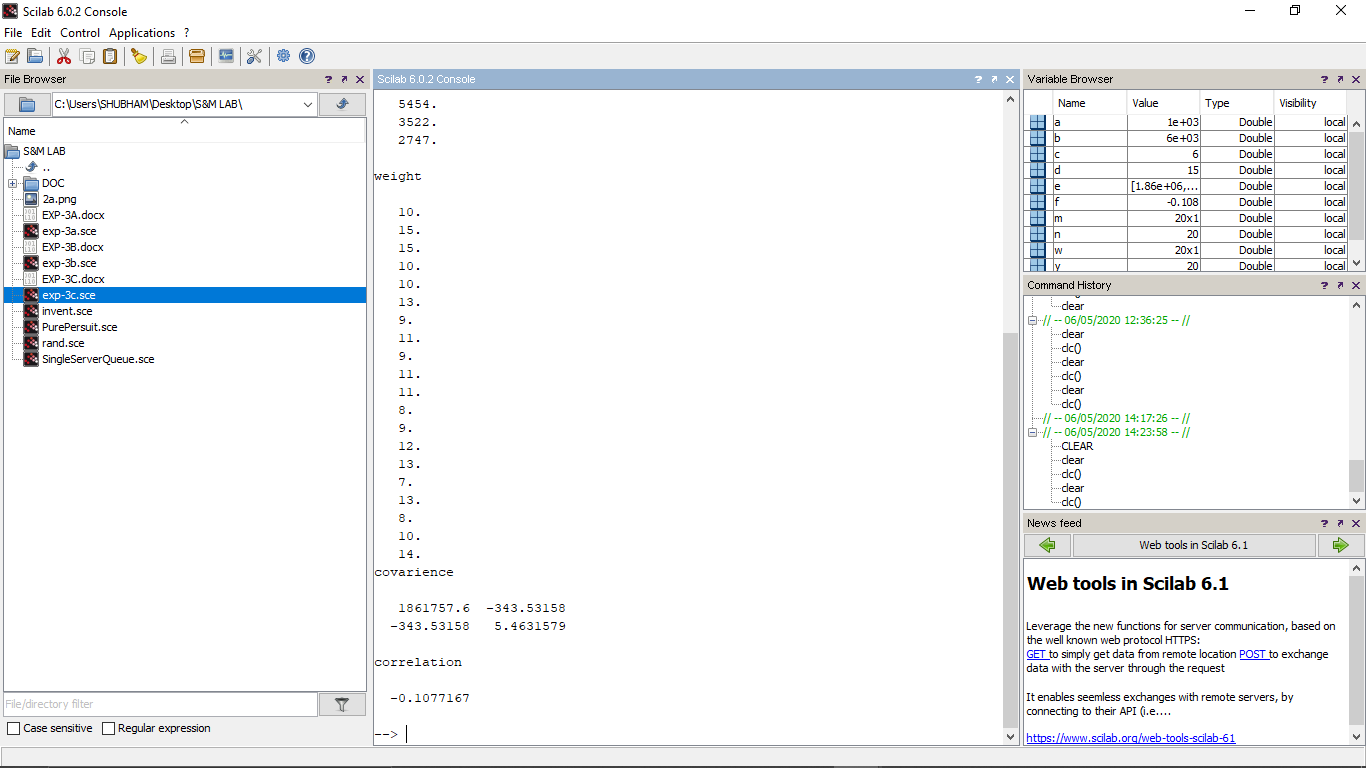 Scilab 6.0.2 Console
File Edit Control Applications ?
File Browser
C:\Users\SHUBHAM\Desktop\S&M LAB\
Name
S&M LAB
..
DOC
2a.png
EXP-3A.docx
exp-3a.sce
EXP-3B.docx
exp-3b.sce
EXP-3C.docx
exp-3c.sce
invent.sce
PurePersuit.sce
rand.sce
SingleServerQueue.sce
File/directory filter
Case sensitive Regular expression
Scilab 6.0.2 Console
5454.
3522.
2747.
weight
10.
15.
15.
10.
10.
13.
9.
11.
9.
11.
11.
8.
9.
12.
13.
7.
13.
8.
10.
14.
covarience
1861757.6 -343.53158
-343.53158 5.4631579
correlation
-0.1077167
-->
Variable Browser
Name Value Type Visibility
a 1e+03 Double local
b 6e+03 Double local
c 6 Double local
d 15 Double local
e [1.86e+06,... Double local
f -0.108 Double local
m 20x1 Double local
n 20 Double local
w 20x1 Double local
y 20 Double local
Command History
clear
// -- 06/05/2020 12:36:25 -- //
clear
clc()
clear
clc()
clear
clc()
// -- 06/05/2020 14:17:26 -- //
// -- 06/05/2020 14:23:58 -- //
CLEAR
clear
clc()
clear
clc()
News feed
Web tools in Scilab 6.1
Web tools in Scilab 6.1
Leverage the new functions for server communication, based on
the well known web protocol HTTPS:
GET to simply get data from remote location POST to exchange
data with the server through the request
It enables seemless exchanges with remote servers, by
connecting to their API (i.e....
https://www.scilab.org/web-tools-scilab-61